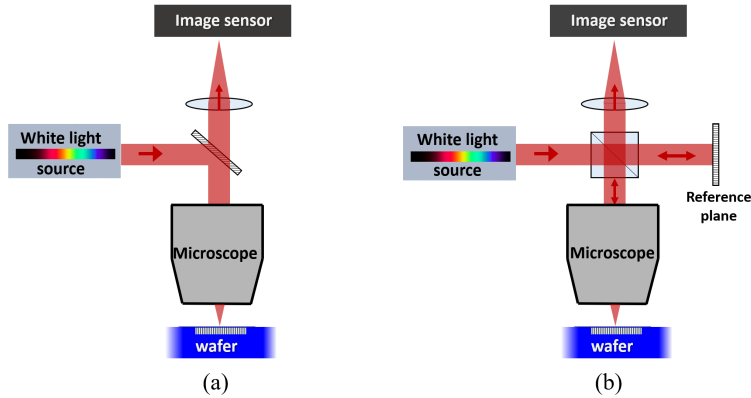 Image sensor
White light
source
Microscope
wafer
(a)
Image sensor
White light
source
Reference
plane
Microscope
wafer
(b)